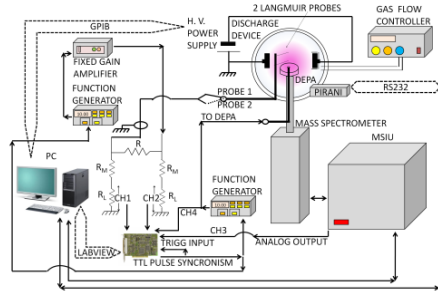 GPIB
H. V. POWER SUPPLY
2 LANGMUIR PROBES
DISCHARGE DEVICE
GAS FLOW CONTROLLER
FIXED GAIN AMPLIFIER
FUNCTION GENERATOR
DEPA
PROBE 1
PROBE 2
PIRANI
RS232
TO DEPA
MASS SPECTROMETER
MSIU
PC
R
RM
RM
RL
RL
CH1
CH2
CH4
FUNCTION GENERATOR
CH3
LABVIEW
TRIGG INPUT
ANALOG OUTPUT
TTL PULSE SYNCRONISM